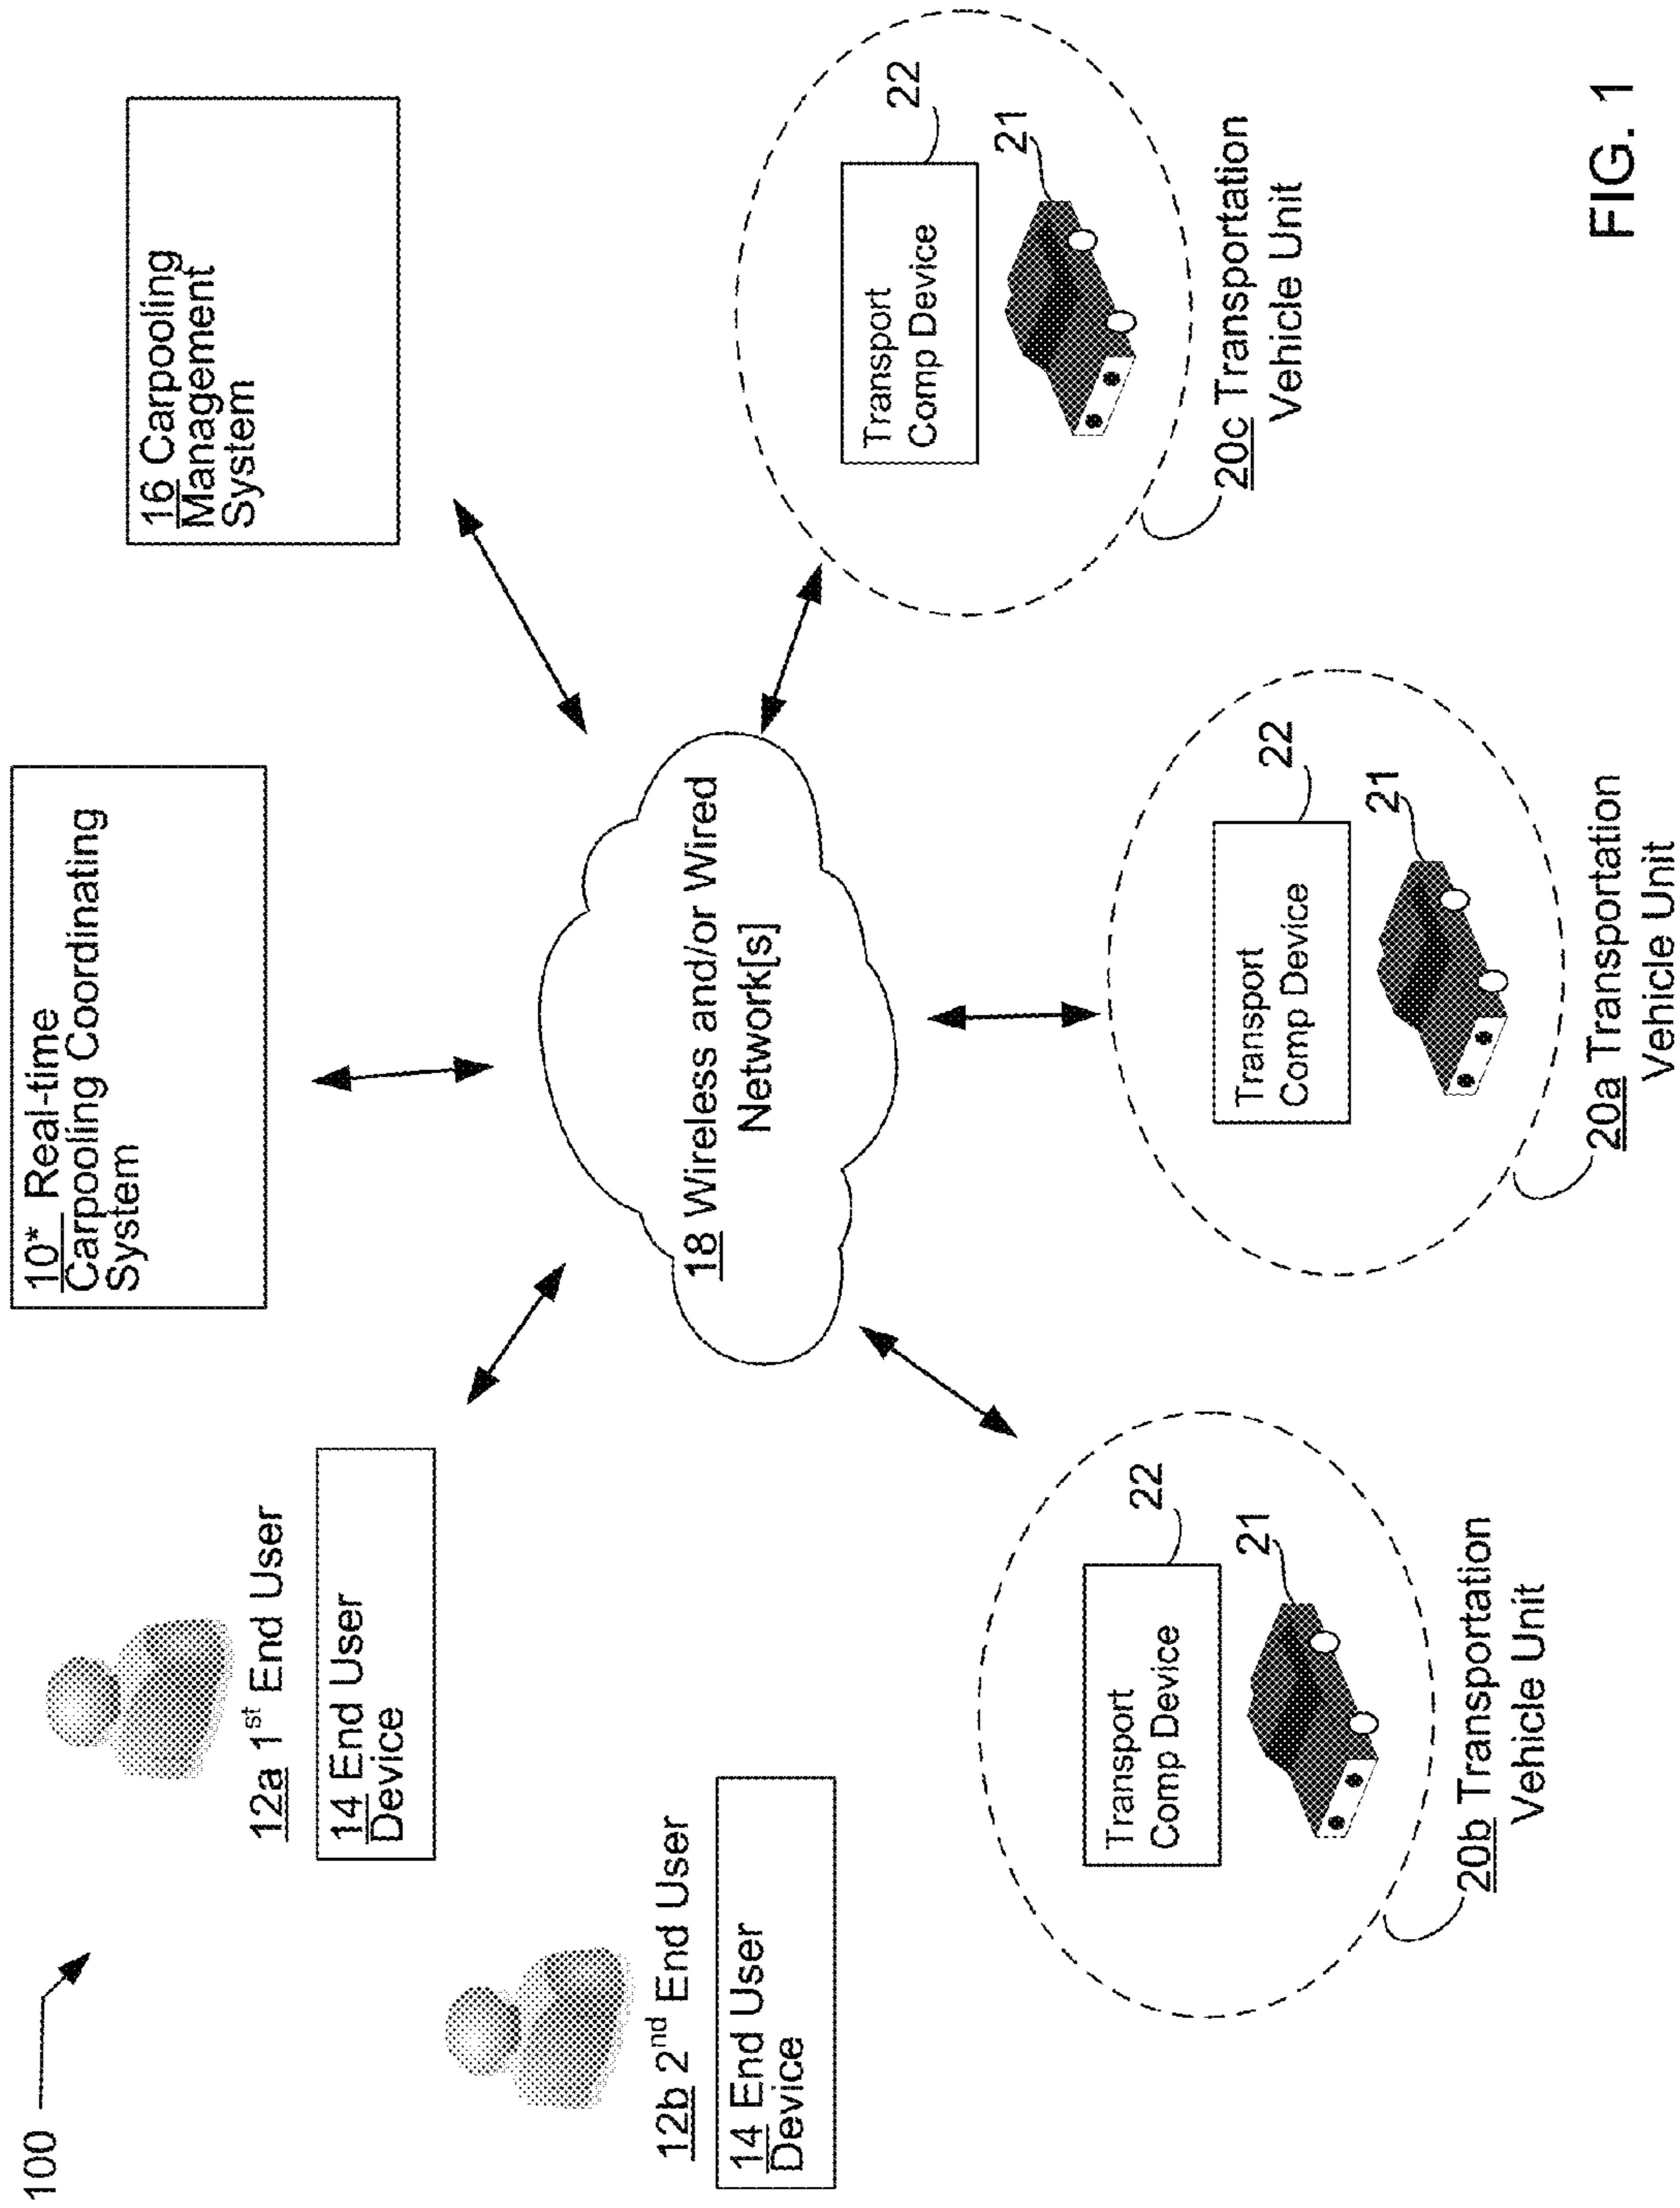 100
12a 1st End User
14 End User
Device
12b 2nd End User
14 End User
Device
10* Real-time
Carpooling Coordinating
System
16 Carpooling
Management
System
18 Wireless and/or Wired
Network[s]
Transport
Comp Device
22
21
20b Transportation
Vehicle Unit
Transport
Comp Device
22
21
20a Transportation
Vehicle Unit
Transport
Comp Device
22
21
20c Transportation
Vehicle Unit
FIG. 1